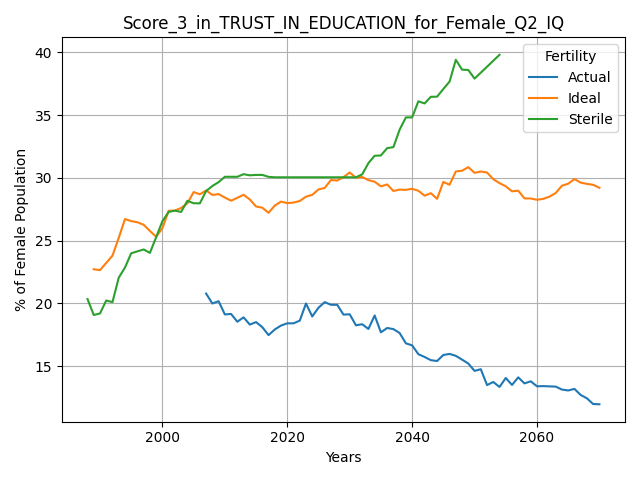 Score_3_in_TRUST_IN_EDUCATION_for_Female_Q2_IQ
Fertility
Actual
Ideal
Sterile
% of Female Population
40
35
30
25
20
15
2000
2020
2040
2060
Years